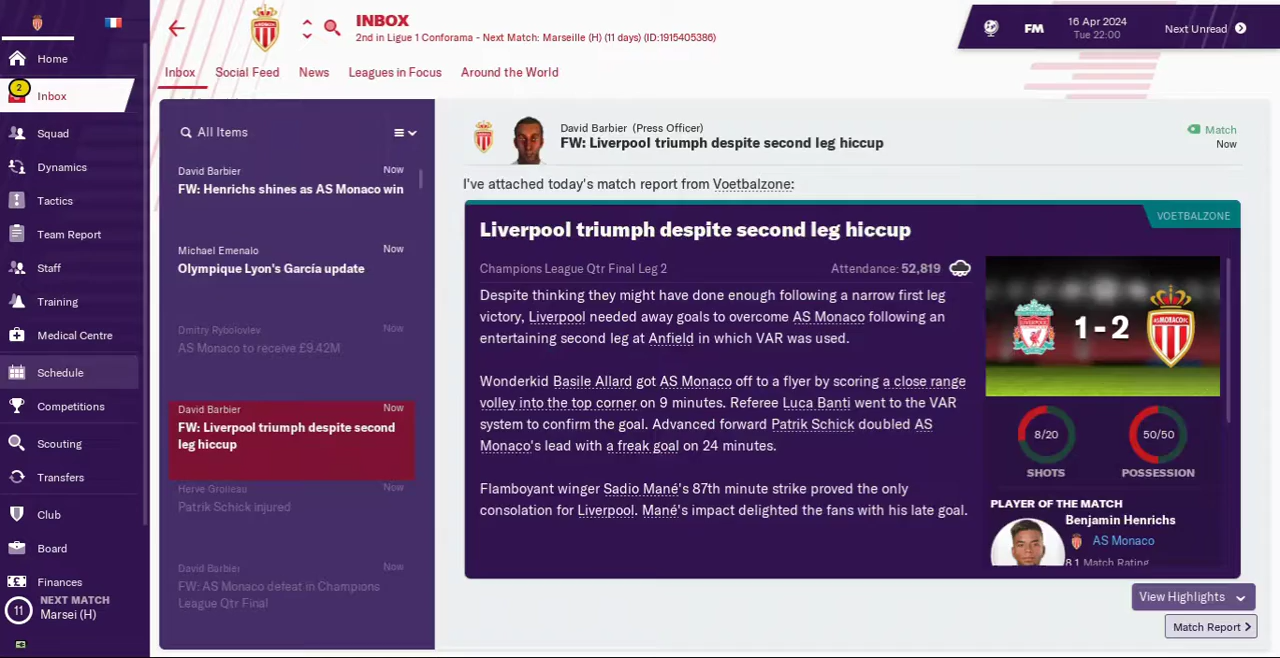 INBOX
2nd in Ligue 1 Conforama - Next Match: Marseille (H) (11 days) (ID:1915405386)
FM
16 Apr 2024
Tue 22:00
Next Unread
Home
2
Inbox
Squad
Dynamics
Tactics
Team Report
Staff
Training
Medical Centre
Schedule
Competitions
Scouting
Transfers
Club
Board
Finances
11
NEXT MATCH
Marsei (H)
Inbox Social Feed News Leagues in Focus Around the World
All Items
David Barbier Now
FW: Henrichs shines as AS Monaco win
Michael Emenalo Now
Olympique Lyon's García update
Dmitry Rybolovlev Now
AS Monaco to receive £9.42M
David Barbier Now
FW: Liverpool triumph despite second
leg hiccup
Herve Grolleau Now
Patrik Schick injured
David Barbier Now
FW: AS Monaco defeat in Champions
League Qtr Final
David Barbier (Press Officer)
FW: Liverpool triumph despite second leg hiccup
Match
Now
I've attached today's match report from Voetbalzone:
VOETBALZONE
Liverpool triumph despite second leg hiccup
Champions League Qtr Final Leg 2 Attendance: 52,819
Despite thinking they might have done enough following a narrow first leg
victory, Liverpool needed away goals to overcome AS Monaco following an
entertaining second leg at Anfield in which VAR was used.
Wonderkid Basile Allard got AS Monaco off to a flyer by scoring a close range
volley into the top corner on 9 minutes. Referee Luca Banti went to the VAR
system to confirm the goal. Advanced forward Patrik Schick doubled AS
Monaco's lead with a freak goal on 24 minutes.
Flamboyant winger Sadio Mané's 87th minute strike proved the only
consolation for Liverpool. Mané's impact delighted the fans with his late goal.
1 - 2
8/20 50/50
SHOTS POSSESSION
PLAYER OF THE MATCH
Benjamin Henrichs
AS Monaco
8.1 Match Rating
View Highlights
Match Report